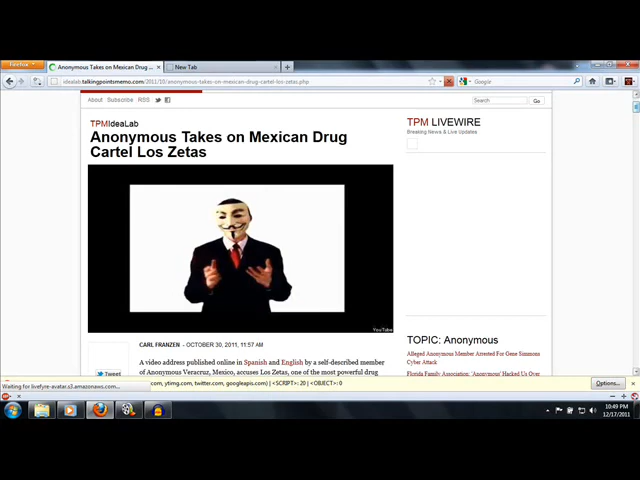 Firefox
Anonymous Takes on Mexican Drug ...
New Tab
idealab.talkingpointsmemo.com/2011/10/anonymous-takes-on-mexican-drug-cartel-los-zetas.php
Google
About Subscribe RSS
Search
Go
TPMIdeaLab
Anonymous Takes on Mexican Drug
Cartel Los Zetas
YouTube
TPM LIVEWIRE
Breaking News & Live Updates
CARL FRANZEN - OCTOBER 30, 2011, 11:57 AM
Tweet
A video address published online in Spanish and English by a self-described member
of Anonymous Veracruz, Mexico, accuses Los Zetas, one of the most powerful drug
TOPIC: Anonymous
Alleged Anonymous Member Arrested For Gene Simmons
Cyber Attack
Florida Family Association, 'Anonymous' Hacked Us Over
Waiting for livefyre-avatar.s3.amazonaws.com...
.com, ytimg.com, twitter.com, googleapis.com) | <SCRIPT>: 20 | <OBJECT>: 0
Options...
10:49 PM
12/17/2011